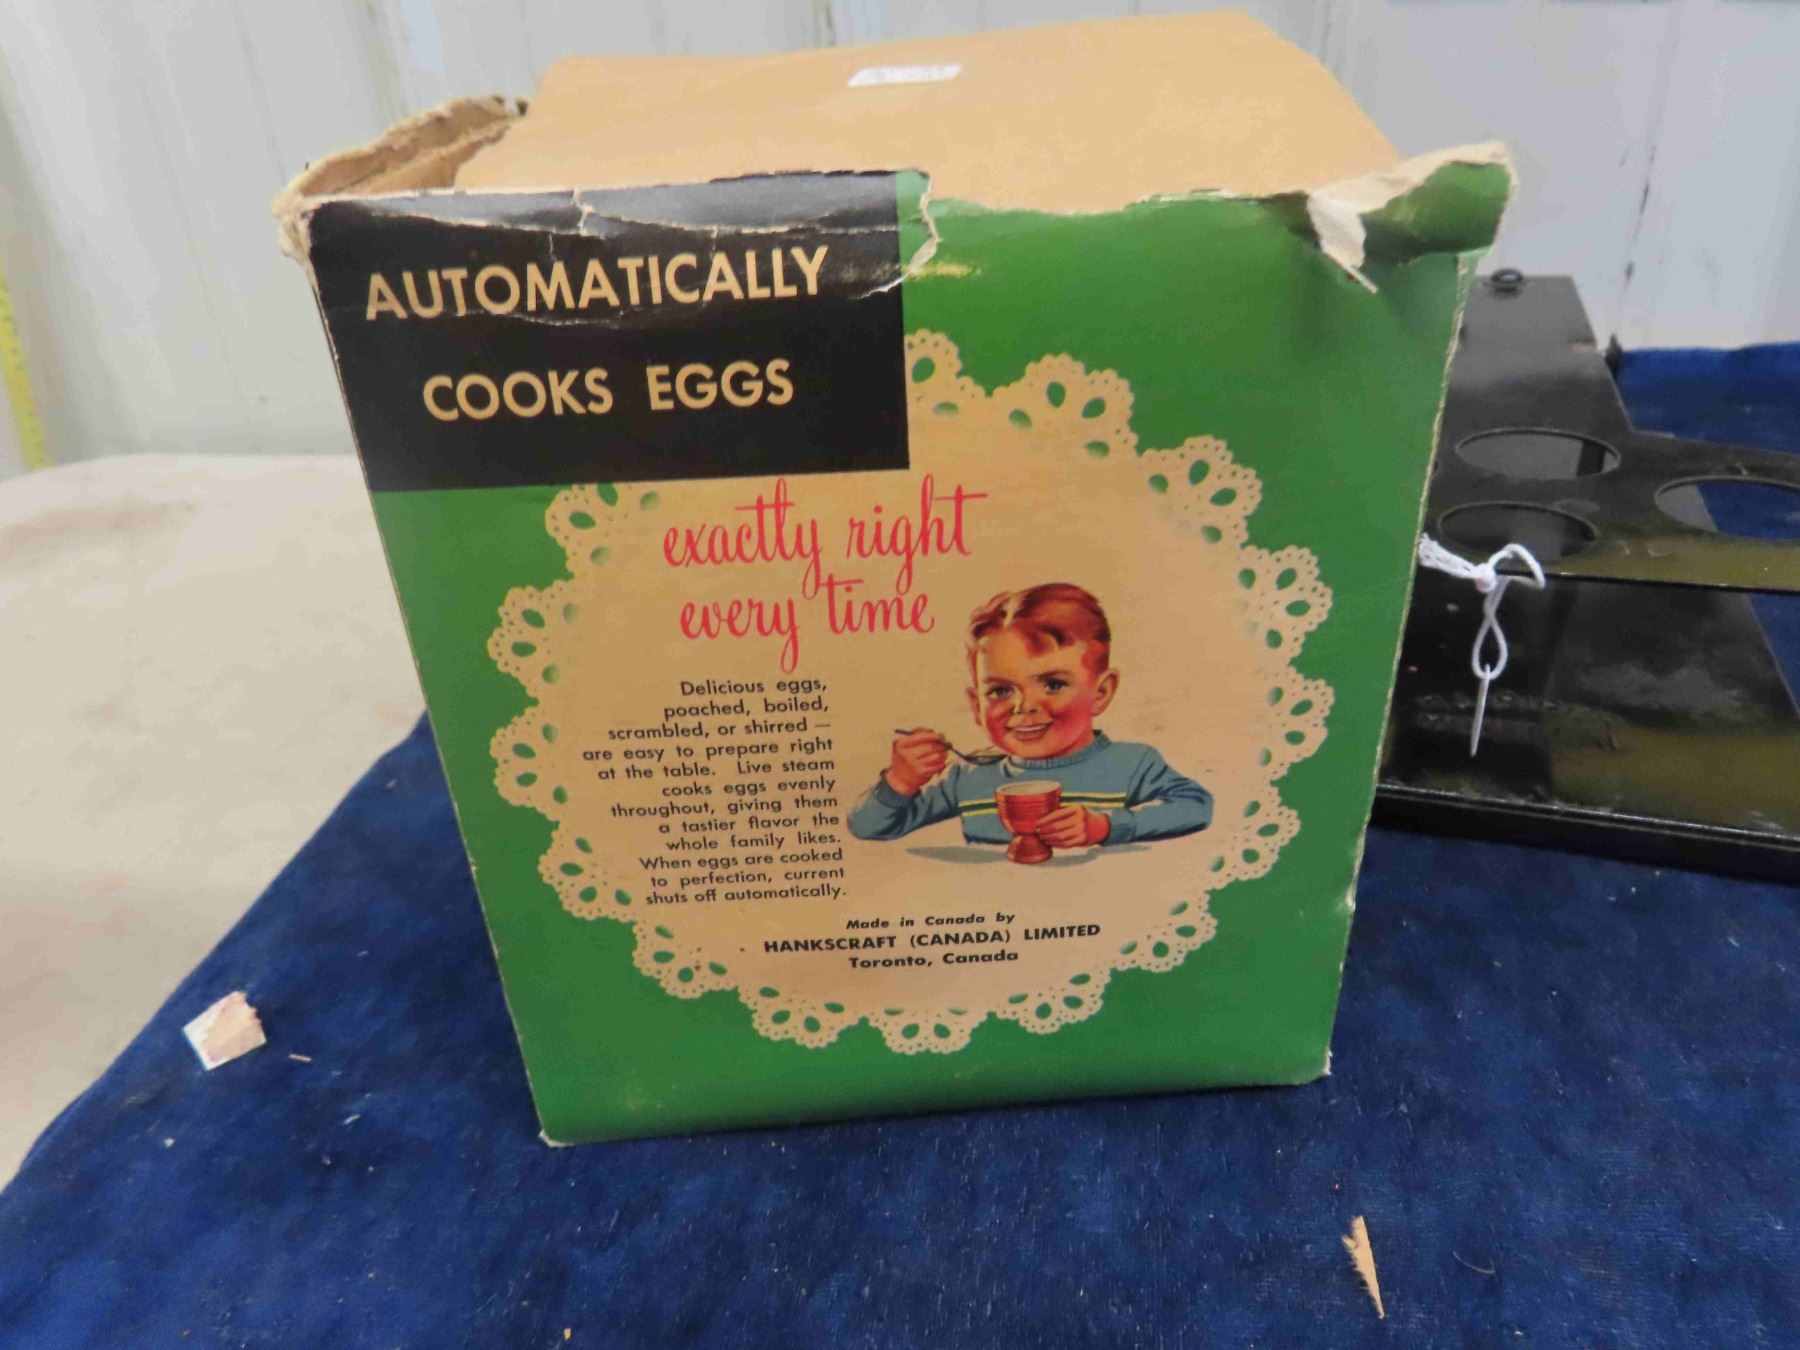 AUTOMATICALLY
COOKS EGGS
exactly right
every time
Delicious eggs,
poached, boiled,
scrambled, or shirred —
are easy to prepare right
at the table. Live steam
cooks eggs evenly
throughout, giving them
a tastier flavor the
whole family likes.
When eggs are cooked
to perfection, current
shuts off automatically.
Made in Canada by
HANKSCRAFT (CANADA) LIMITED
Toronto, Canada